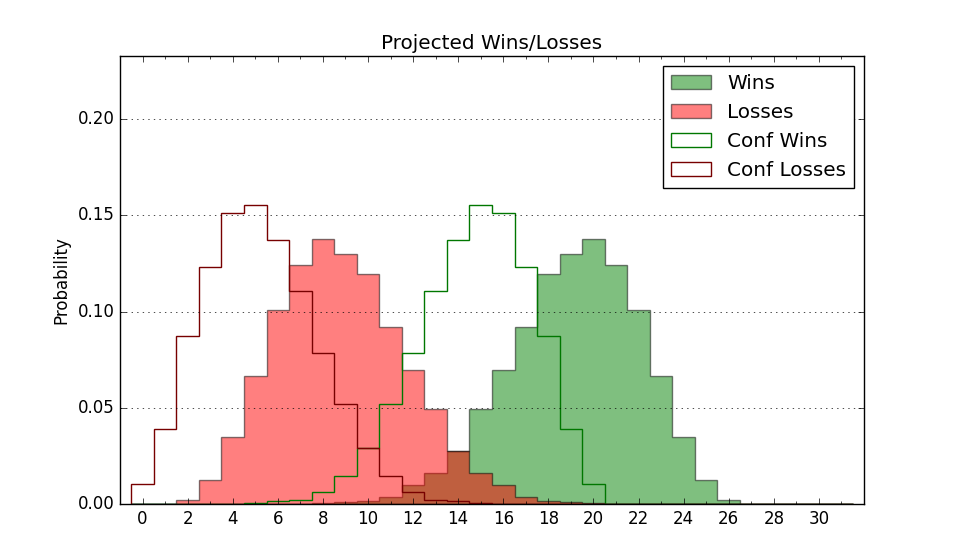 Projected Wins/Losses
Wins
Losses
Conf Wins
Conf Losses
Probability
0.20
0.15
0.10
0.05
0.00
0 2 4 6 8 10 12 14 16 18 20 22 24 26 28 30